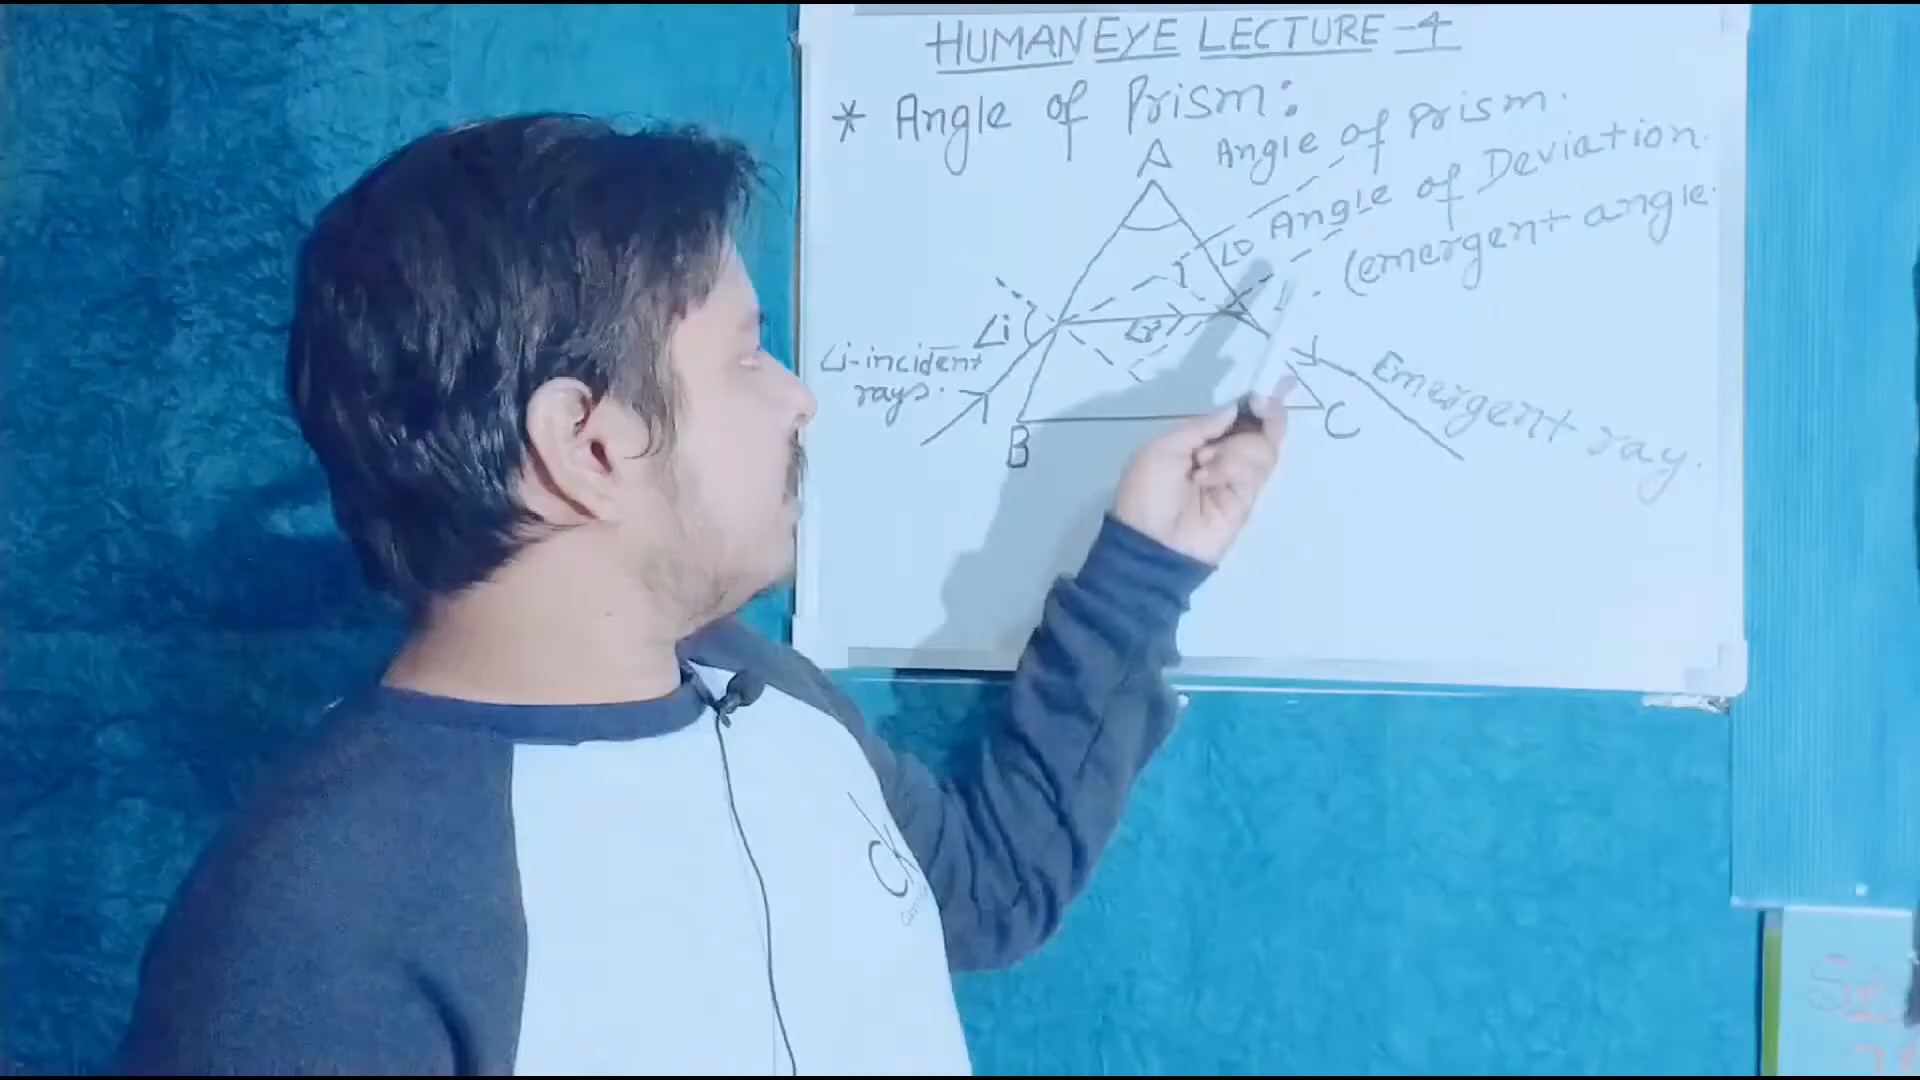 HUMAN EYE LECTURE-4
* Angle of Prism:
A Angle of Prism.
∠D Angle of Deviation.
(emergent angle.
∠i
∠i-incident
rays.
∠r
Emergent ray.
B C
ck